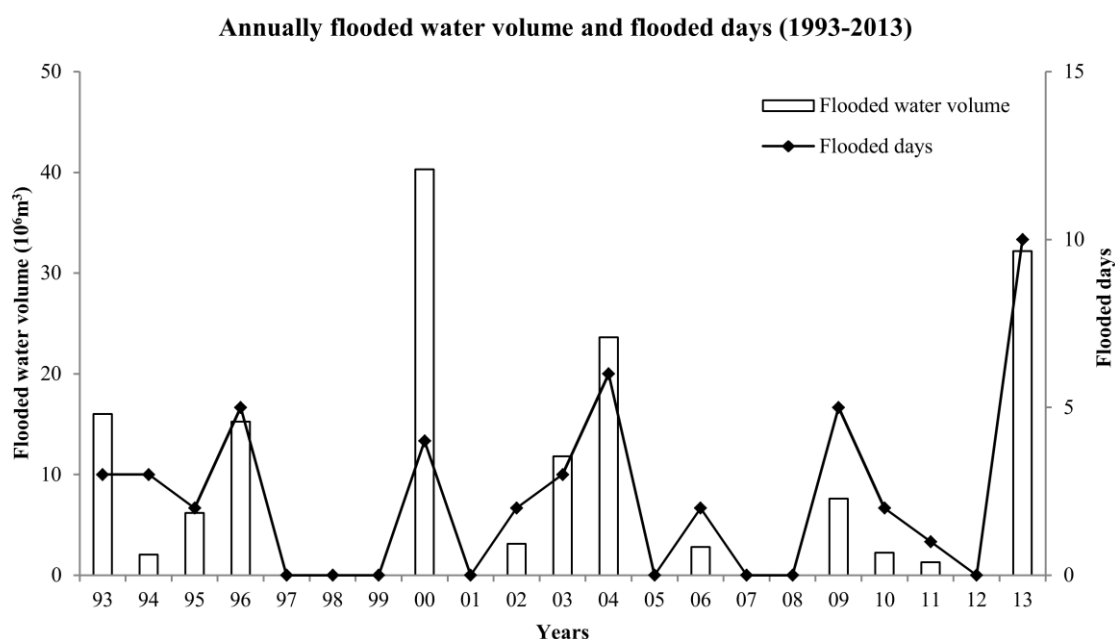 Annually flooded water volume and flooded days (1993-2013)
Flooded water volume (10⁶m³)
50
40
30
20
10
0
Flooded water volume
Flooded days
15
10
5
0
Flooded days
93 94 95 96 97 98 99 00 01 02 03 04 05 06 07 08 09 10 11 12 13
Years